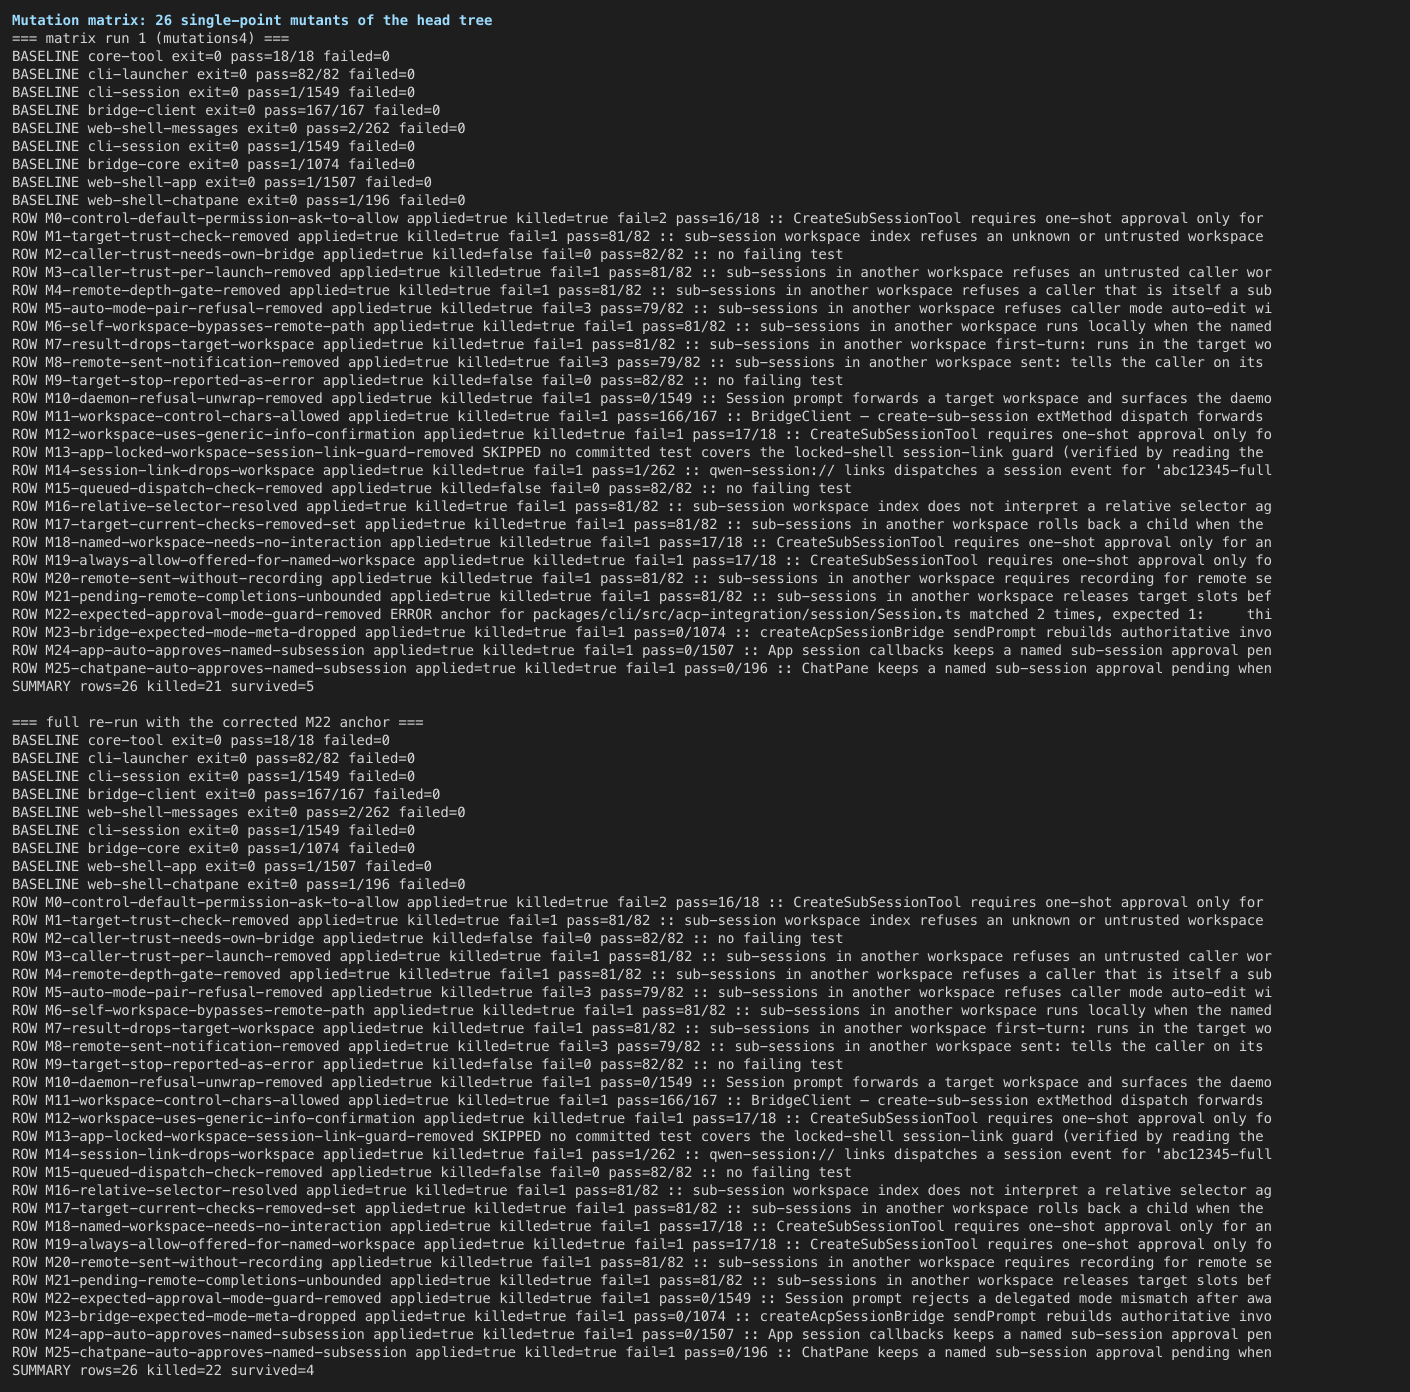 Mutation matrix: 26 single-point mutants of the head tree
=== matrix run 1 (mutations4) ===
BASELINE core-tool exit=0 pass=18/18 failed=0
BASELINE cli-launcher exit=0 pass=82/82 failed=0
BASELINE cli-session exit=0 pass=1/1549 failed=0
BASELINE bridge-client exit=0 pass=167/167 failed=0
BASELINE web-shell-messages exit=0 pass=2/262 failed=0
BASELINE cli-session exit=0 pass=1/1549 failed=0
BASELINE bridge-core exit=0 pass=1/1074 failed=0
BASELINE web-shell-app exit=0 pass=1/1507 failed=0
BASELINE web-shell-chatpane exit=0 pass=1/196 failed=0
ROW M0-control-default-permission-ask-to-allow applied=true killed=true fail=2 pass=16/18 :: CreateSubSessionTool requires one-shot approval only for
ROW M1-target-trust-check-removed applied=true killed=true fail=1 pass=81/82 :: sub-session workspace index refuses an unknown or untrusted workspace
ROW M2-caller-trust-needs-own-bridge applied=true killed=false fail=0 pass=82/82 :: no failing test
ROW M3-caller-trust-per-launch-removed applied=true killed=true fail=1 pass=81/82 :: sub-sessions in another workspace refuses an untrusted caller wor
ROW M4-remote-depth-gate-removed applied=true killed=true fail=1 pass=81/82 :: sub-sessions in another workspace refuses a caller that is itself a sub
ROW M5-auto-mode-pair-refusal-removed applied=true killed=true fail=3 pass=79/82 :: sub-sessions in another workspace refuses caller mode auto-edit wi
ROW M6-self-workspace-bypasses-remote-path applied=true killed=true fail=1 pass=81/82 :: sub-sessions in another workspace runs locally when the named
ROW M7-result-drops-target-workspace applied=true killed=true fail=1 pass=81/82 :: sub-sessions in another workspace first-turn: runs in the target wo
ROW M8-remote-sent-notification-removed applied=true killed=true fail=3 pass=79/82 :: sub-sessions in another workspace sent: tells the caller on its
ROW M9-target-stop-reported-as-error applied=true killed=false fail=0 pass=82/82 :: no failing test
ROW M10-daemon-refusal-unwrap-removed applied=true killed=true fail=1 pass=0/1549 :: Session prompt forwards a target workspace and surfaces the daemo
ROW M11-workspace-control-chars-allowed applied=true killed=true fail=1 pass=166/167 :: BridgeClient — create-sub-session extMethod dispatch forwards
ROW M12-workspace-uses-generic-info-confirmation applied=true killed=true fail=1 pass=17/18 :: CreateSubSessionTool requires one-shot approval only fo
ROW M13-app-locked-workspace-session-link-guard-removed SKIPPED no committed test covers the locked-shell session-link guard (verified by reading the
ROW M14-session-link-drops-workspace applied=true killed=true fail=1 pass=1/262 :: qwen-session:// links dispatches a session event for 'abc12345-full
ROW M15-queued-dispatch-check-removed applied=true killed=false fail=0 pass=82/82 :: no failing test
ROW M16-relative-selector-resolved applied=true killed=true fail=1 pass=81/82 :: sub-session workspace index does not interpret a relative selector ag
ROW M17-target-current-checks-removed-set applied=true killed=true fail=1 pass=81/82 :: sub-sessions in another workspace rolls back a child when the
ROW M18-named-workspace-needs-no-interaction applied=true killed=true fail=1 pass=17/18 :: CreateSubSessionTool requires one-shot approval only for an
ROW M19-always-allow-offered-for-named-workspace applied=true killed=true fail=1 pass=17/18 :: CreateSubSessionTool requires one-shot approval only fo
ROW M20-remote-sent-without-recording applied=true killed=true fail=1 pass=81/82 :: sub-sessions in another workspace requires recording for remote se
ROW M21-pending-remote-completions-unbounded applied=true killed=true fail=1 pass=81/82 :: sub-sessions in another workspace releases target slots bef
ROW M22-expected-approval-mode-guard-removed ERROR anchor for packages/cli/src/acp-integration/session/Session.ts matched 2 times, expected 1:     thi
ROW M23-bridge-expected-mode-meta-dropped applied=true killed=true fail=1 pass=0/1074 :: createAcpSessionBridge sendPrompt rebuilds authoritative invo
ROW M24-app-auto-approves-named-subsession applied=true killed=true fail=1 pass=0/1507 :: App session callbacks keeps a named sub-session approval pen
ROW M25-chatpane-auto-approves-named-subsession applied=true killed=true fail=1 pass=0/196 :: ChatPane keeps a named sub-session approval pending when
SUMMARY rows=26 killed=21 survived=5
=== full re-run with the corrected M22 anchor ===
BASELINE core-tool exit=0 pass=18/18 failed=0
BASELINE cli-launcher exit=0 pass=82/82 failed=0
BASELINE cli-session exit=0 pass=1/1549 failed=0
BASELINE bridge-client exit=0 pass=167/167 failed=0
BASELINE web-shell-messages exit=0 pass=2/262 failed=0
BASELINE cli-session exit=0 pass=1/1549 failed=0
BASELINE bridge-core exit=0 pass=1/1074 failed=0
BASELINE web-shell-app exit=0 pass=1/1507 failed=0
BASELINE web-shell-chatpane exit=0 pass=1/196 failed=0
ROW M0-control-default-permission-ask-to-allow applied=true killed=true fail=2 pass=16/18 :: CreateSubSessionTool requires one-shot approval only for
ROW M1-target-trust-check-removed applied=true killed=true fail=1 pass=81/82 :: sub-session workspace index refuses an unknown or untrusted workspace
ROW M2-caller-trust-needs-own-bridge applied=true killed=false fail=0 pass=82/82 :: no failing test
ROW M3-caller-trust-per-launch-removed applied=true killed=true fail=1 pass=81/82 :: sub-sessions in another workspace refuses an untrusted caller wor
ROW M4-remote-depth-gate-removed applied=true killed=true fail=1 pass=81/82 :: sub-sessions in another workspace refuses a caller that is itself a sub
ROW M5-auto-mode-pair-refusal-removed applied=true killed=true fail=3 pass=79/82 :: sub-sessions in another workspace refuses caller mode auto-edit wi
ROW M6-self-workspace-bypasses-remote-path applied=true killed=true fail=1 pass=81/82 :: sub-sessions in another workspace runs locally when the named
ROW M7-result-drops-target-workspace applied=true killed=true fail=1 pass=81/82 :: sub-sessions in another workspace first-turn: runs in the target wo
ROW M8-remote-sent-notification-removed applied=true killed=true fail=3 pass=79/82 :: sub-sessions in another workspace sent: tells the caller on its
ROW M9-target-stop-reported-as-error applied=true killed=false fail=0 pass=82/82 :: no failing test
ROW M10-daemon-refusal-unwrap-removed applied=true killed=true fail=1 pass=0/1549 :: Session prompt forwards a target workspace and surfaces the daemo
ROW M11-workspace-control-chars-allowed applied=true killed=true fail=1 pass=166/167 :: BridgeClient — create-sub-session extMethod dispatch forwards
ROW M12-workspace-uses-generic-info-confirmation applied=true killed=true fail=1 pass=17/18 :: CreateSubSessionTool requires one-shot approval only fo
ROW M13-app-locked-workspace-session-link-guard-removed SKIPPED no committed test covers the locked-shell session-link guard (verified by reading the
ROW M14-session-link-drops-workspace applied=true killed=true fail=1 pass=1/262 :: qwen-session:// links dispatches a session event for 'abc12345-full
ROW M15-queued-dispatch-check-removed applied=true killed=false fail=0 pass=82/82 :: no failing test
ROW M16-relative-selector-resolved applied=true killed=true fail=1 pass=81/82 :: sub-session workspace index does not interpret a relative selector ag
ROW M17-target-current-checks-removed-set applied=true killed=true fail=1 pass=81/82 :: sub-sessions in another workspace rolls back a child when the
ROW M18-named-workspace-needs-no-interaction applied=true killed=true fail=1 pass=17/18 :: CreateSubSessionTool requires one-shot approval only for an
ROW M19-always-allow-offered-for-named-workspace applied=true killed=true fail=1 pass=17/18 :: CreateSubSessionTool requires one-shot approval only fo
ROW M20-remote-sent-without-recording applied=true killed=true fail=1 pass=81/82 :: sub-sessions in another workspace requires recording for remote se
ROW M21-pending-remote-completions-unbounded applied=true killed=true fail=1 pass=81/82 :: sub-sessions in another workspace releases target slots bef
ROW M22-expected-approval-mode-guard-removed applied=true killed=true fail=1 pass=0/1549 :: Session prompt rejects a delegated mode mismatch after awa
ROW M23-bridge-expected-mode-meta-dropped applied=true killed=true fail=1 pass=0/1074 :: createAcpSessionBridge sendPrompt rebuilds authoritative invo
ROW M24-app-auto-approves-named-subsession applied=true killed=true fail=1 pass=0/1507 :: App session callbacks keeps a named sub-session approval pen
ROW M25-chatpane-auto-approves-named-subsession applied=true killed=true fail=1 pass=0/196 :: ChatPane keeps a named sub-session approval pending when
SUMMARY rows=26 killed=22 survived=4